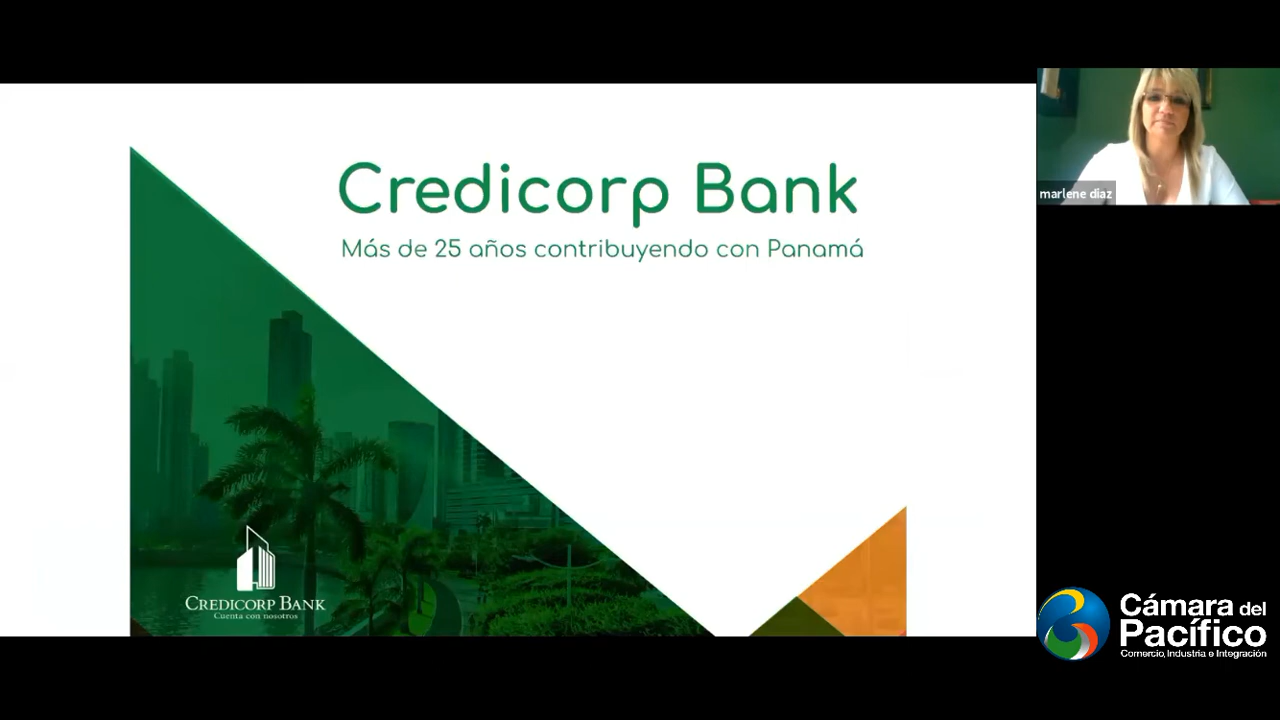 Credicorp Bank
Más de 25 años contribuyendo con Panamá
CREDICORP BANK
Cuenta con nosotros
marlene diaz
Cámara del
Pacífico
Comercio, Industria e Integración